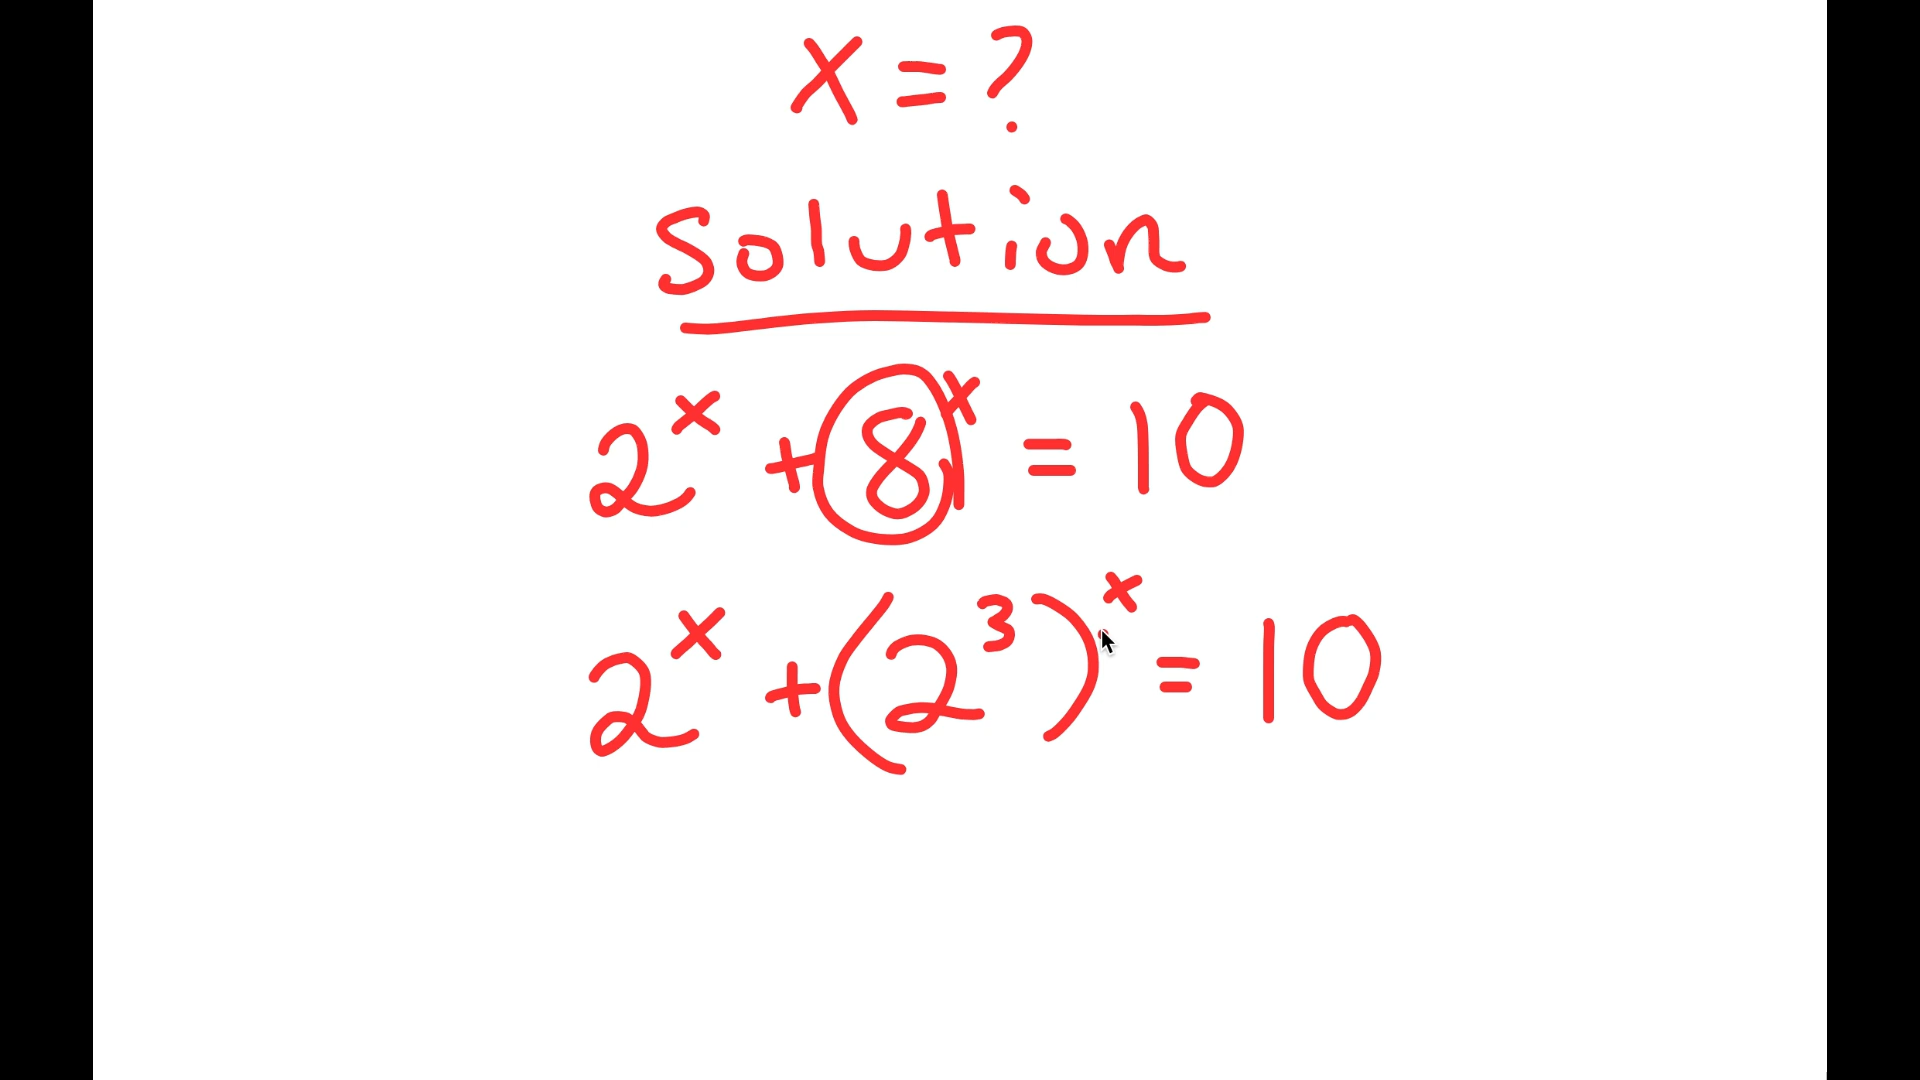 x = ?
Solution
2^x + 8^x = 10
2^x + (2^3)^x = 10